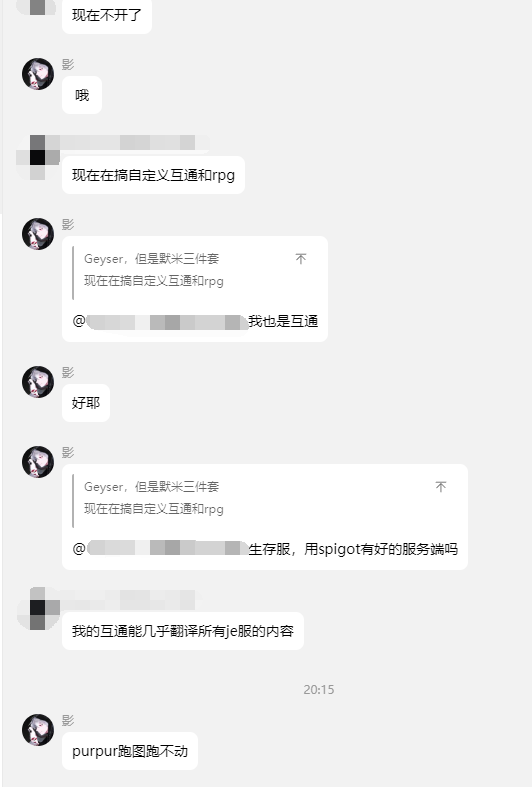 现在不开了
影
哦
现在在搞自定义互通和rpg
影
Geyser，但是默米三件套
现在在搞自定义互通和rpg
@
我也是互通
影
好耶
影
Geyser，但是默米三件套
现在在搞自定义互通和rpg
@
生存服，用spigot有好的服务端吗
我的互通能几乎翻译所有je服的内容
20:15
影
purpur跑图跑不动